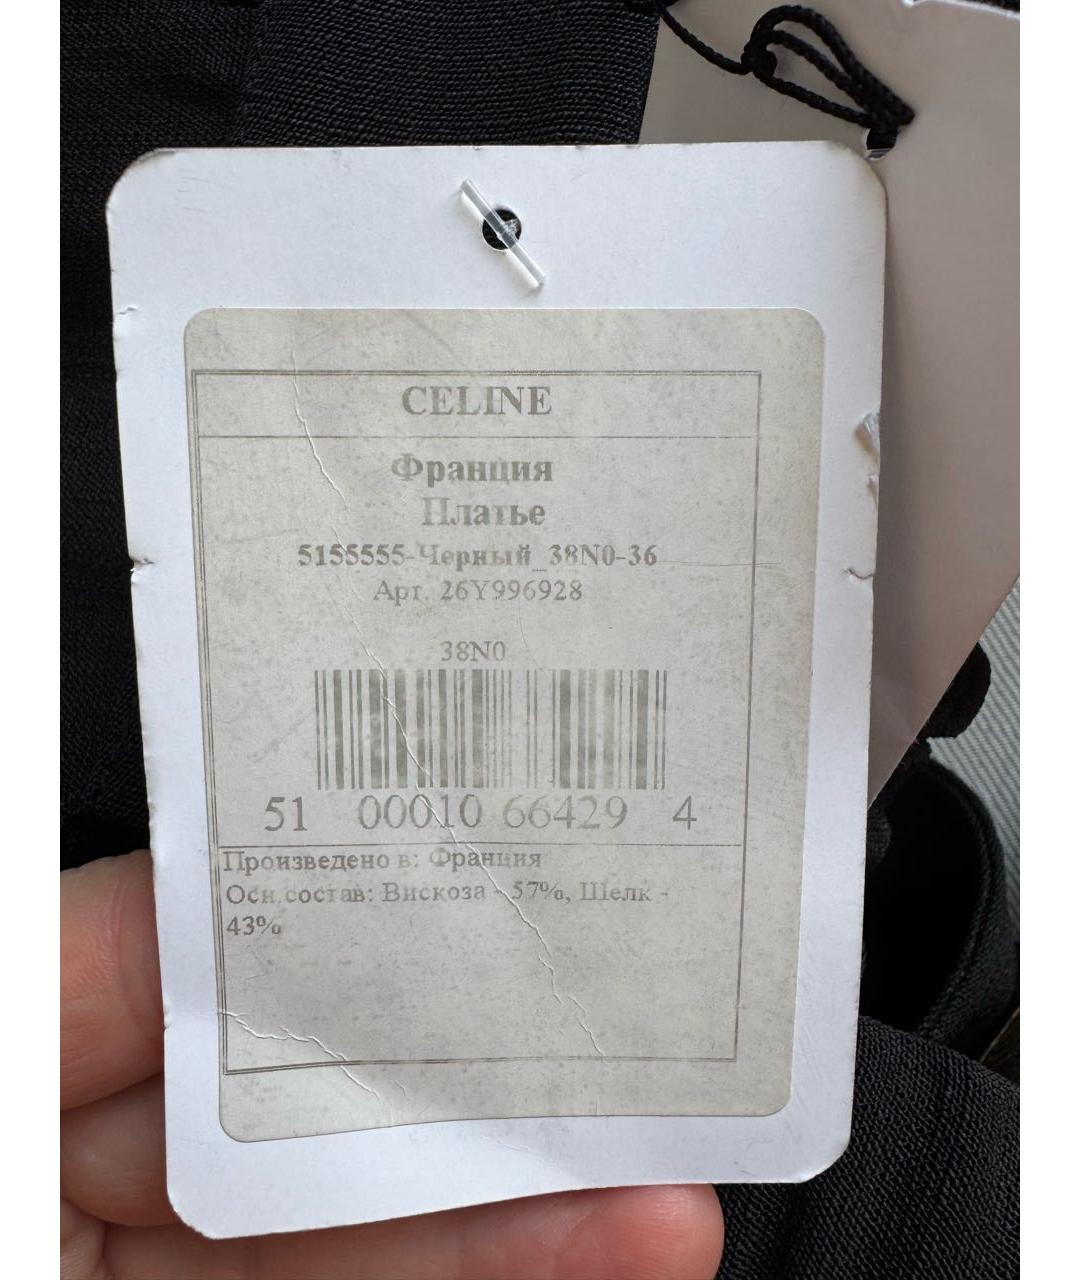 CELINE
Франция
Платье
5155555-Черный_38N0-36
Арт. 26Y996928
38N0
51 00010 66429 4
Произведено в: Франция
Осн.состав: Вискоза - 57%, Шелк -
43%